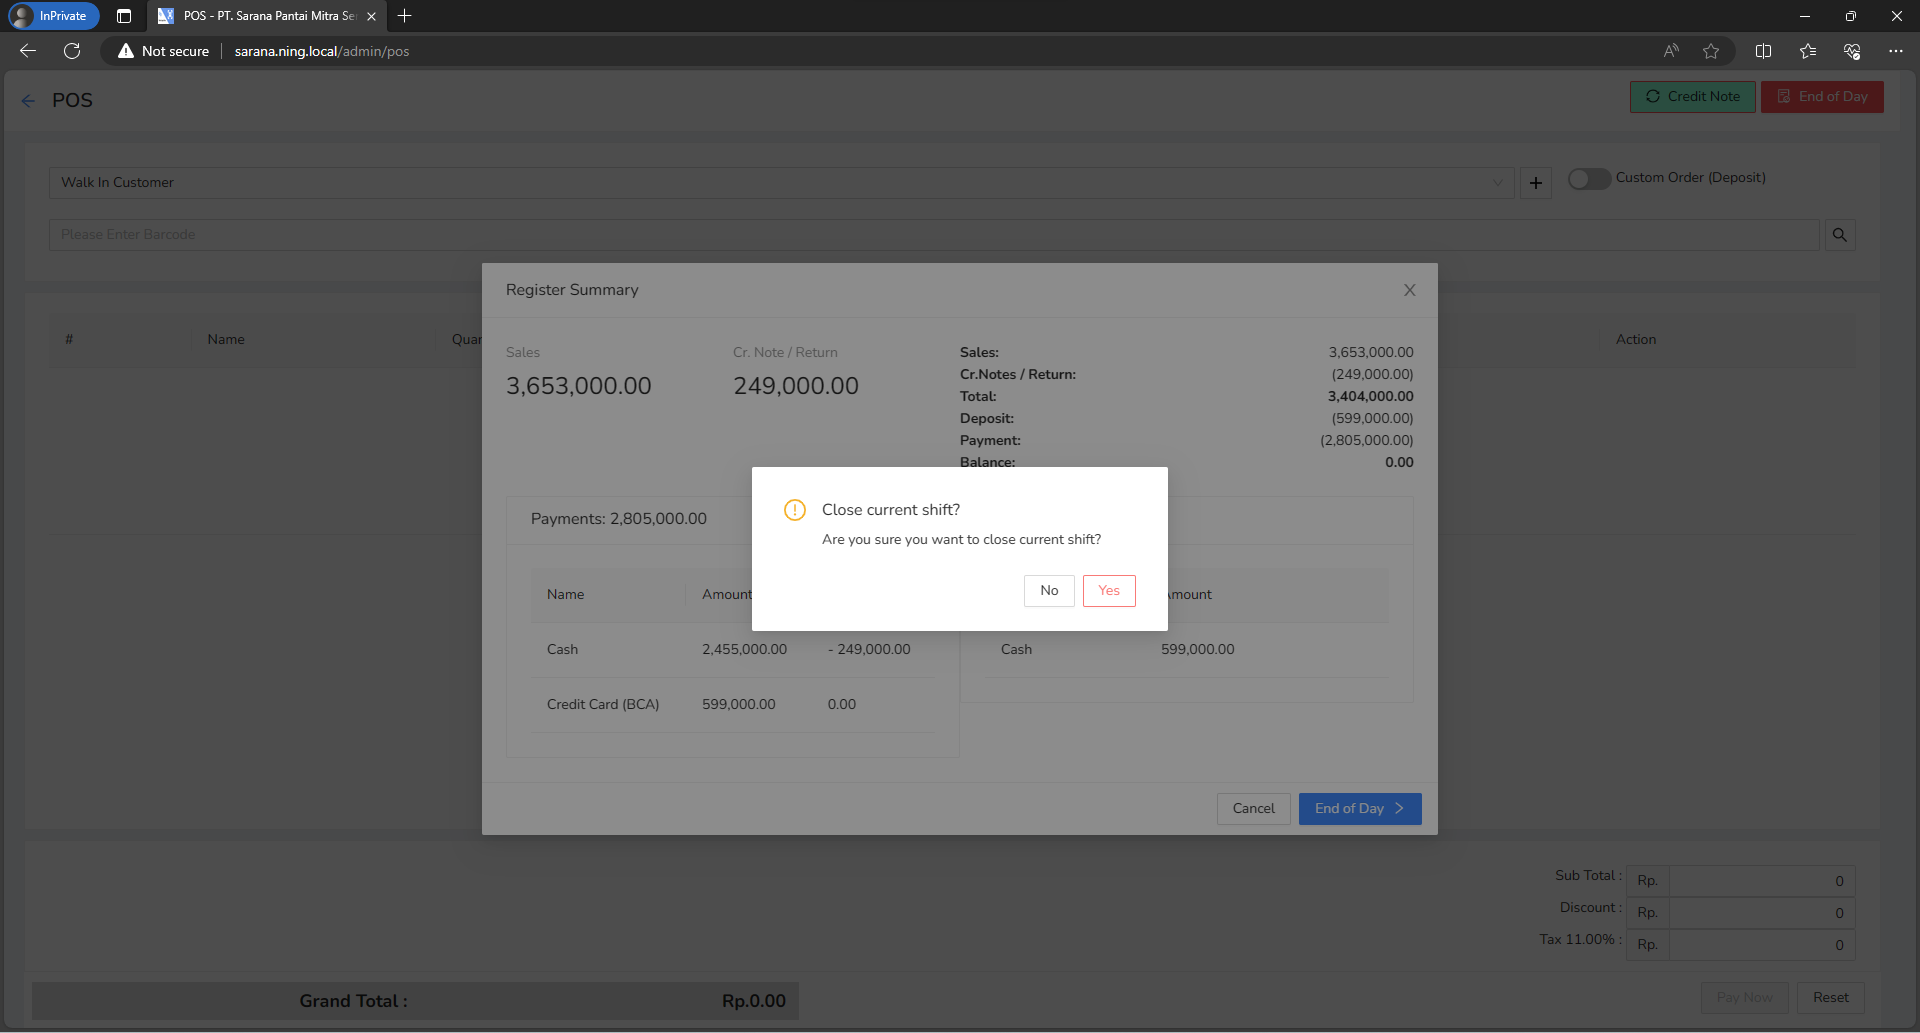 InPrivate
POS - PT. Sarana Pantai Mitra Se
Not secure
sarana.ning.local/admin/pos
POS
Credit Note
End of Day
Walk In Customer
Custom Order (Deposit)
Please Enter Barcode
Register Summary
#
Name
Quan
Action
Sales
Cr. Note / Return
3,653,000.00
249,000.00
Sales: 3,653,000.00
Cr.Notes / Return: (249,000.00)
Total: 3,404,000.00
Deposit: (599,000.00)
Payment: (2,805,000.00)
Balance: 0.00
Payments: 2,805,000.00
Close current shift?
Are you sure you want to close current shift?
No
Yes
Name Amount
Amount
Cash 2,455,000.00 - 249,000.00
Cash 599,000.00
Credit Card (BCA) 599,000.00 0.00
Cancel
End of Day
Sub Total : Rp. 0
Discount : Rp. 0
Tax 11.00% : Rp. 0
Grand Total : Rp.0.00
Pay Now
Reset